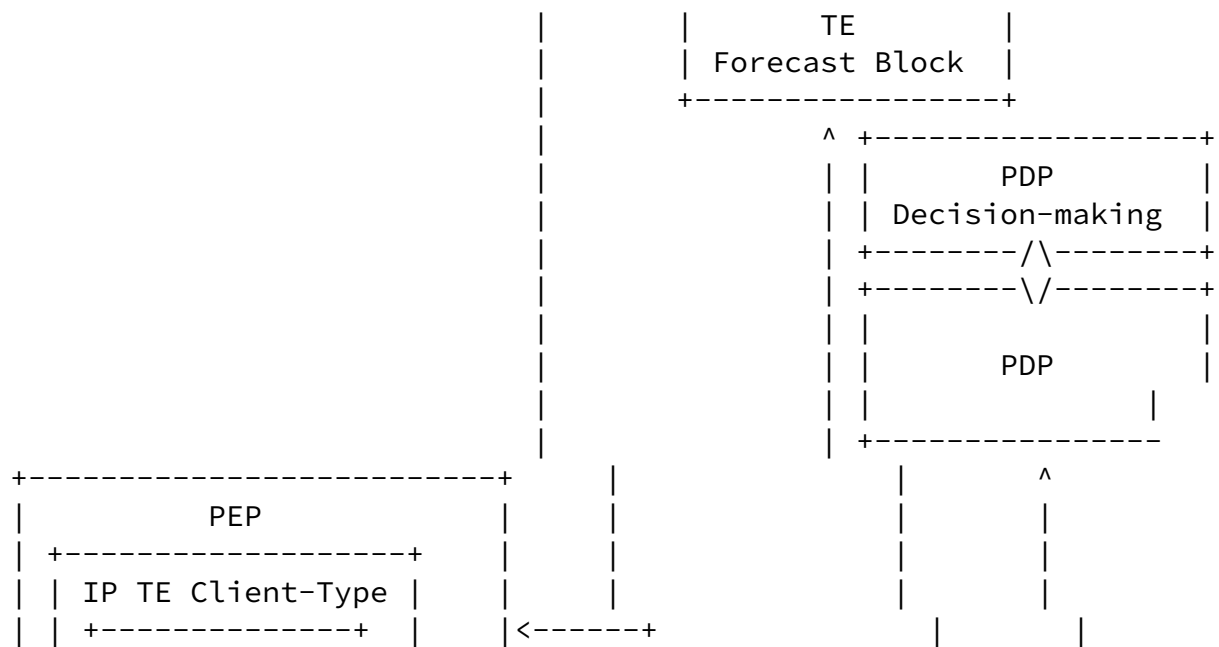 TE
Forecast Block
PDP
Decision-making
PDP
PEP
IP TE Client-Type